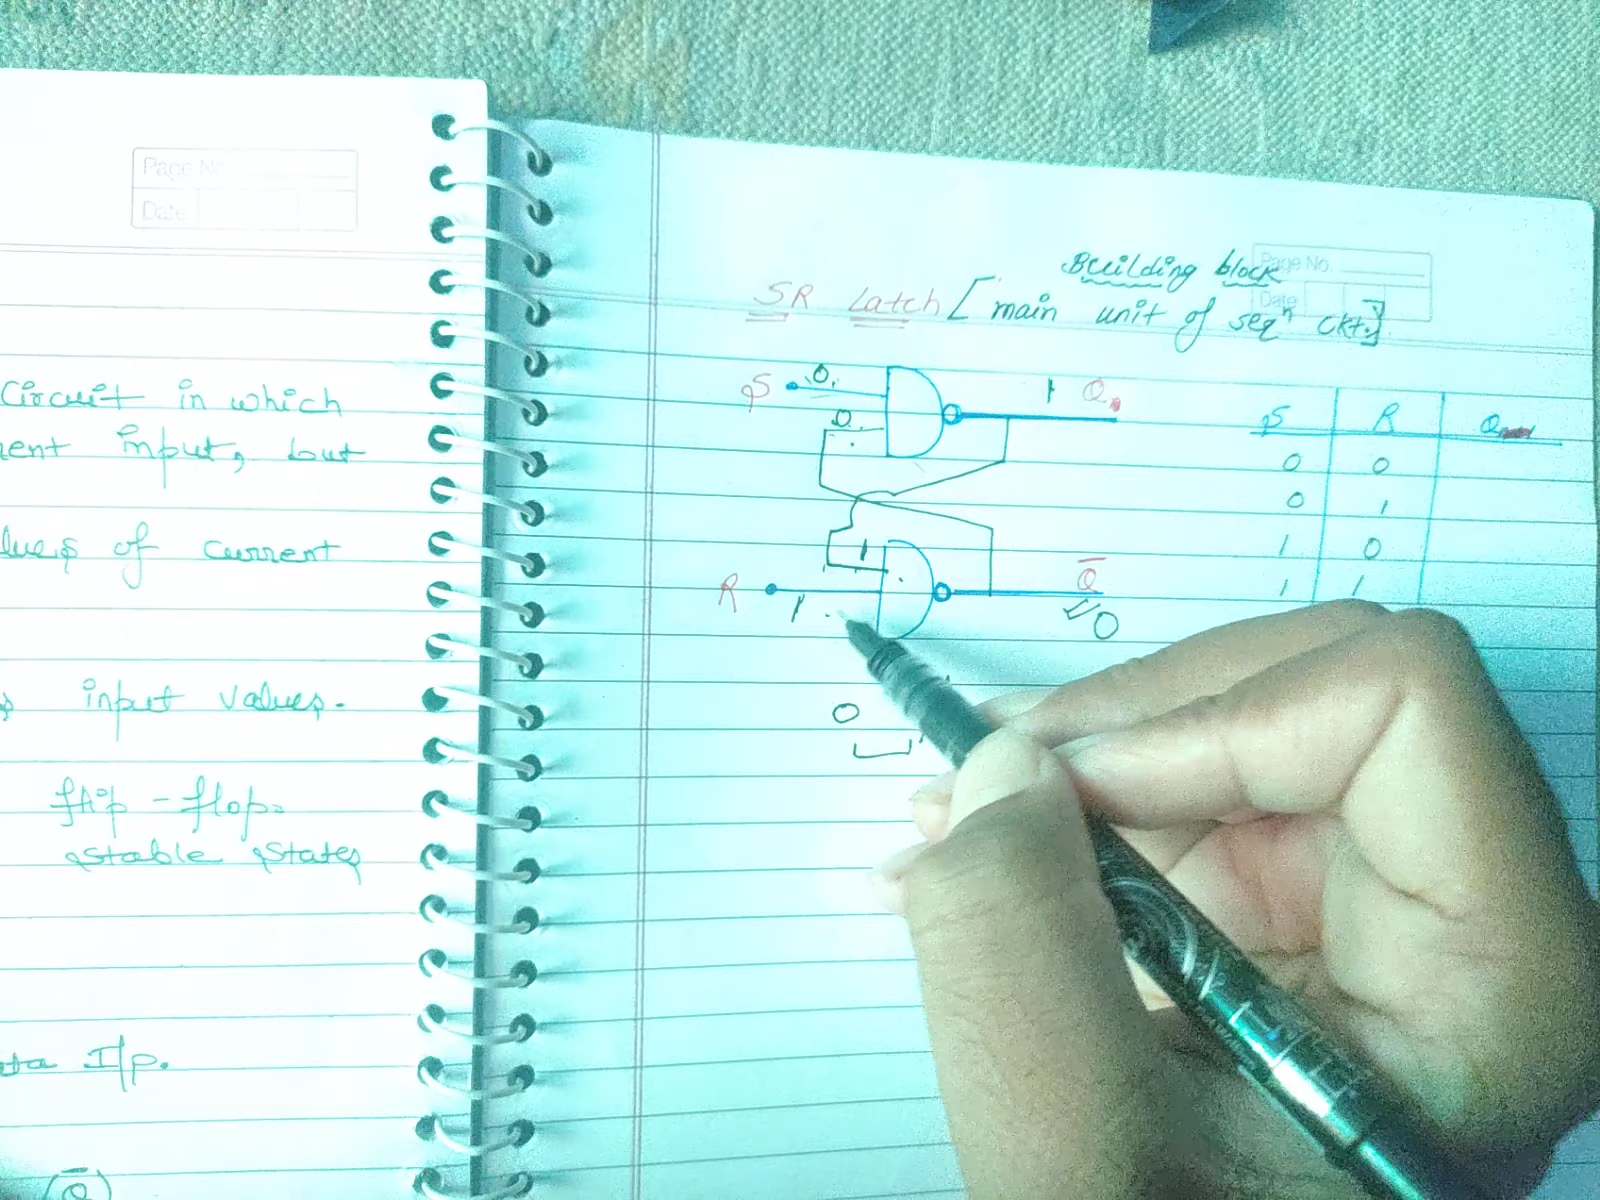 Page No.
Date
Circuit in which
ent input, but
lues of current
input values.
flip-flop.
stable states
ta I/p.
Q̅
Page No.
Date
Building block
SR Latch [main unit of seqⁿ ckt.]
S 0 1 Q
0
1
R 1 Q̅
1/0
0
S R Q
0 0
0 1
1 0
1 1